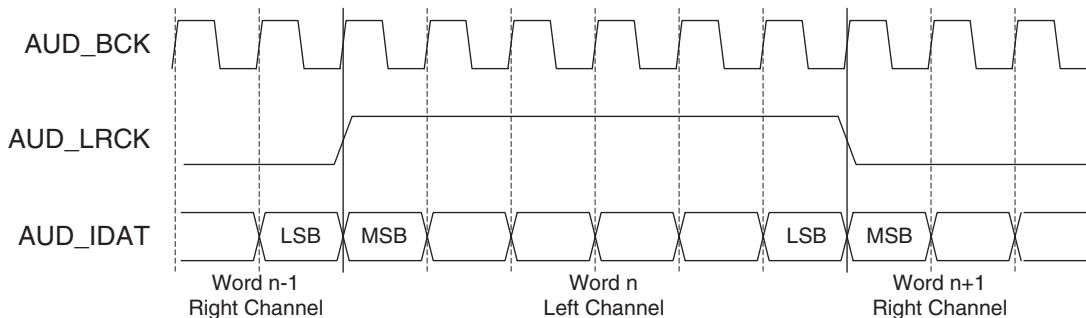 AUD_BCK
AUD_LRCK
AUD_IDAT
LSB
MSB
LSB
MSB
Word n-1
Right Channel
Word n
Left Channel
Word n+1
Right Channel